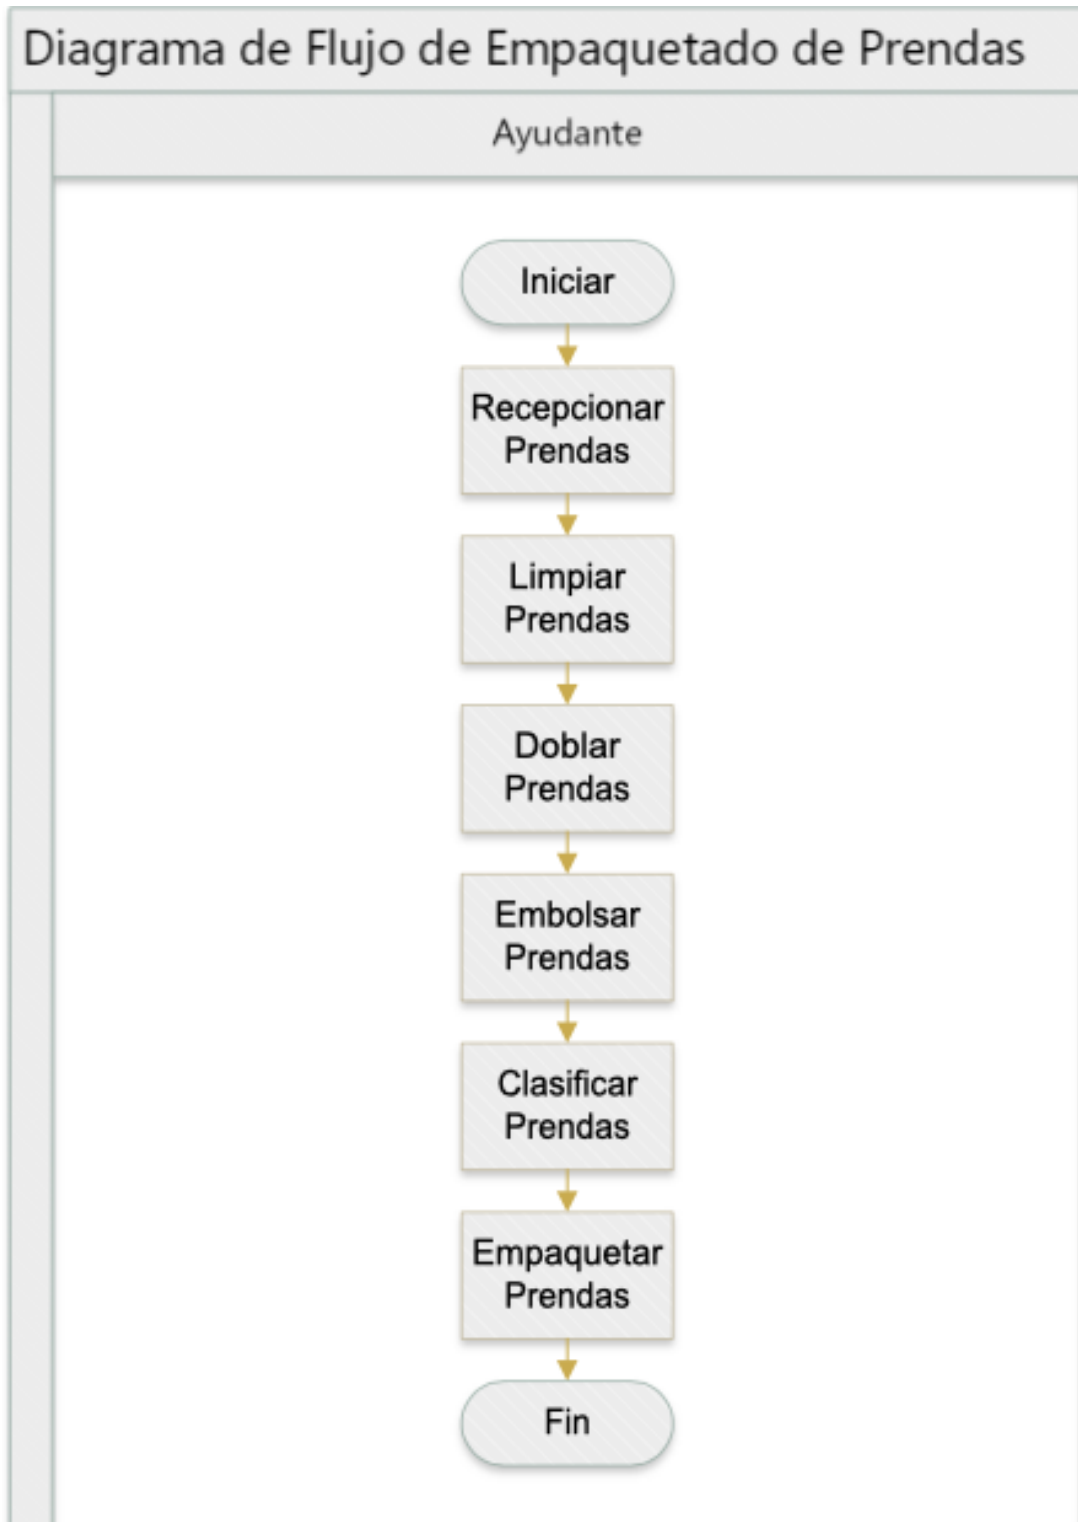 Diagrama de Flujo de Empaquetado de Prendas
Ayudante
Iniciar
Recepcionar
Prendas
Limpiar
Prendas
Doblar
Prendas
Embolsar
Prendas
Clasificar
Prendas
Empaquetar
Prendas
Fin